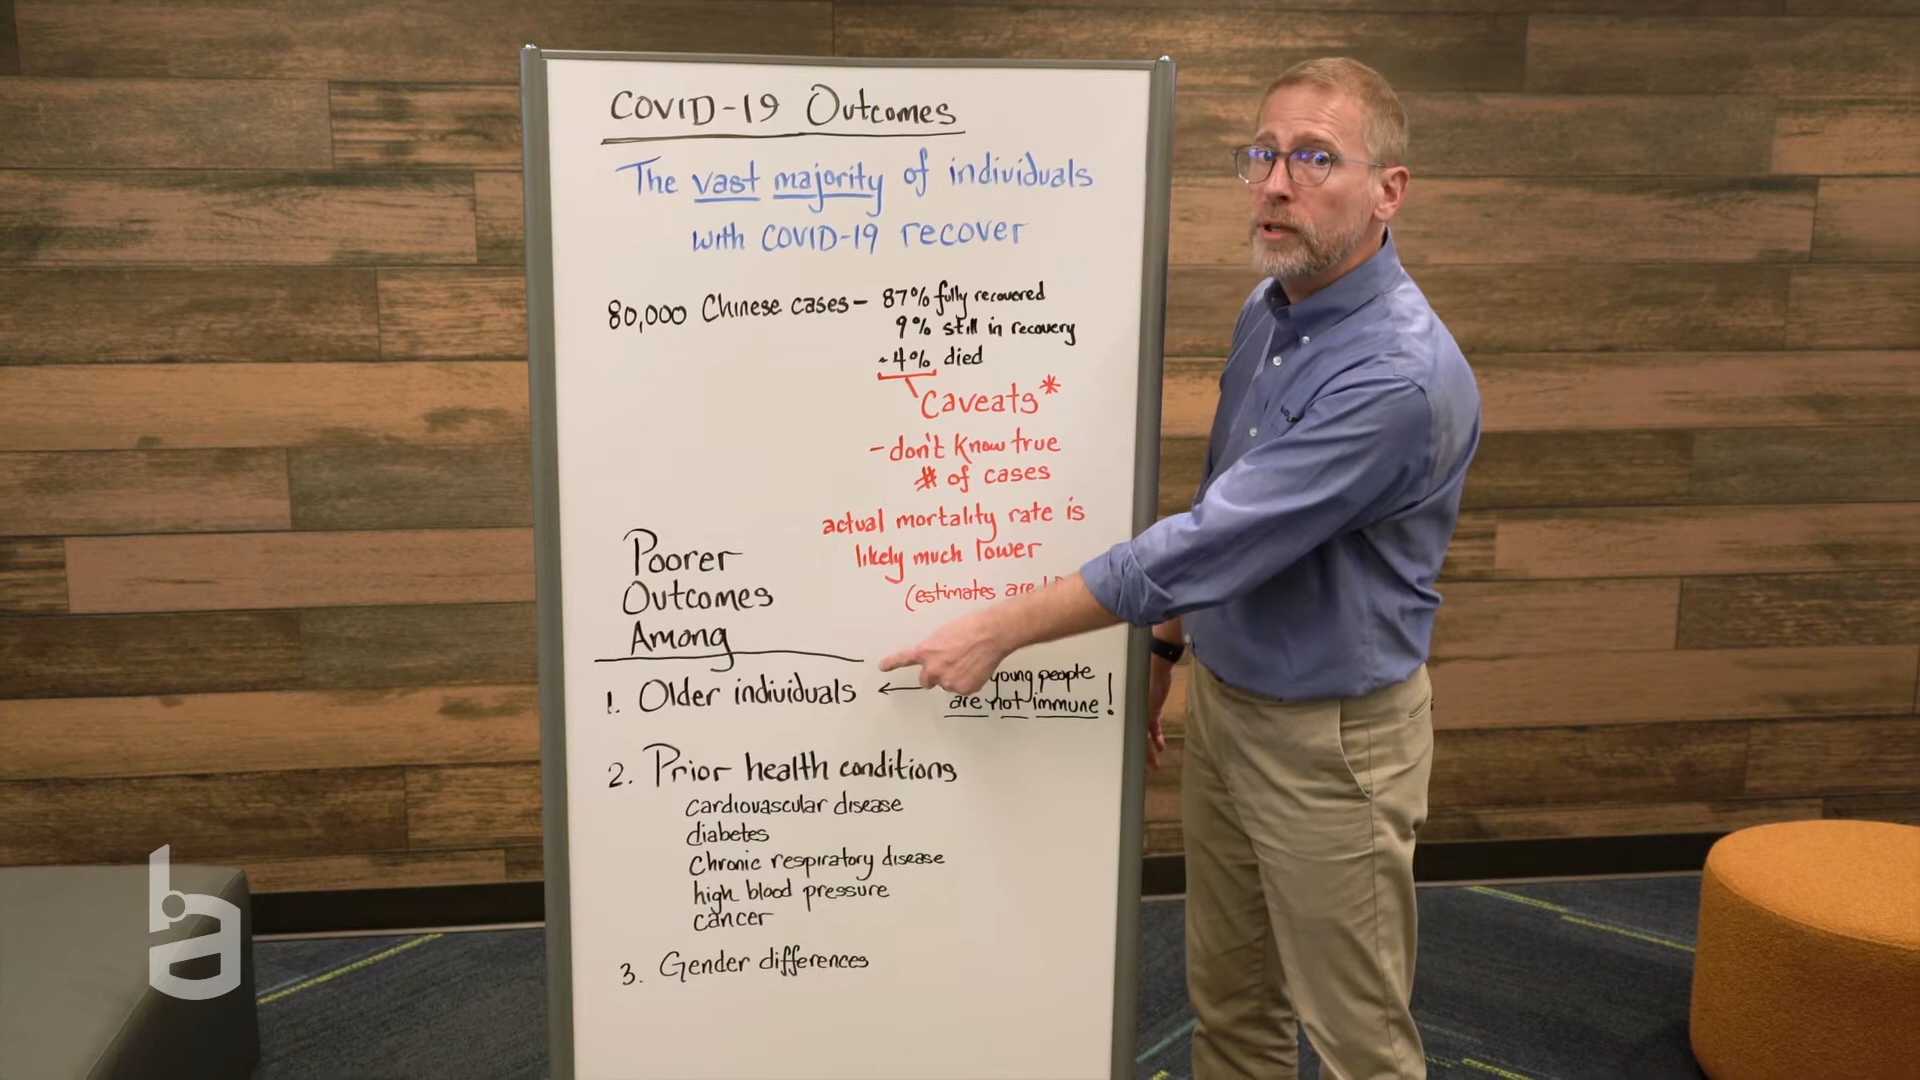 COVID-19 Outcomes
The vast majority of individuals
with COVID-19 recover
80,000 Chinese cases - 87% fully recovered
9% still in recovery
~4% died
Caveats*
- don't know true
# of cases
actual mortality rate is
likely much lower
(estimates are
Poorer
Outcomes
Among
1. Older individuals ← young people
are not immune!
2. Prior health conditions
cardiovascular disease
diabetes
Chronic respiratory disease
high blood pressure
cancer
3. Gender differences
ba